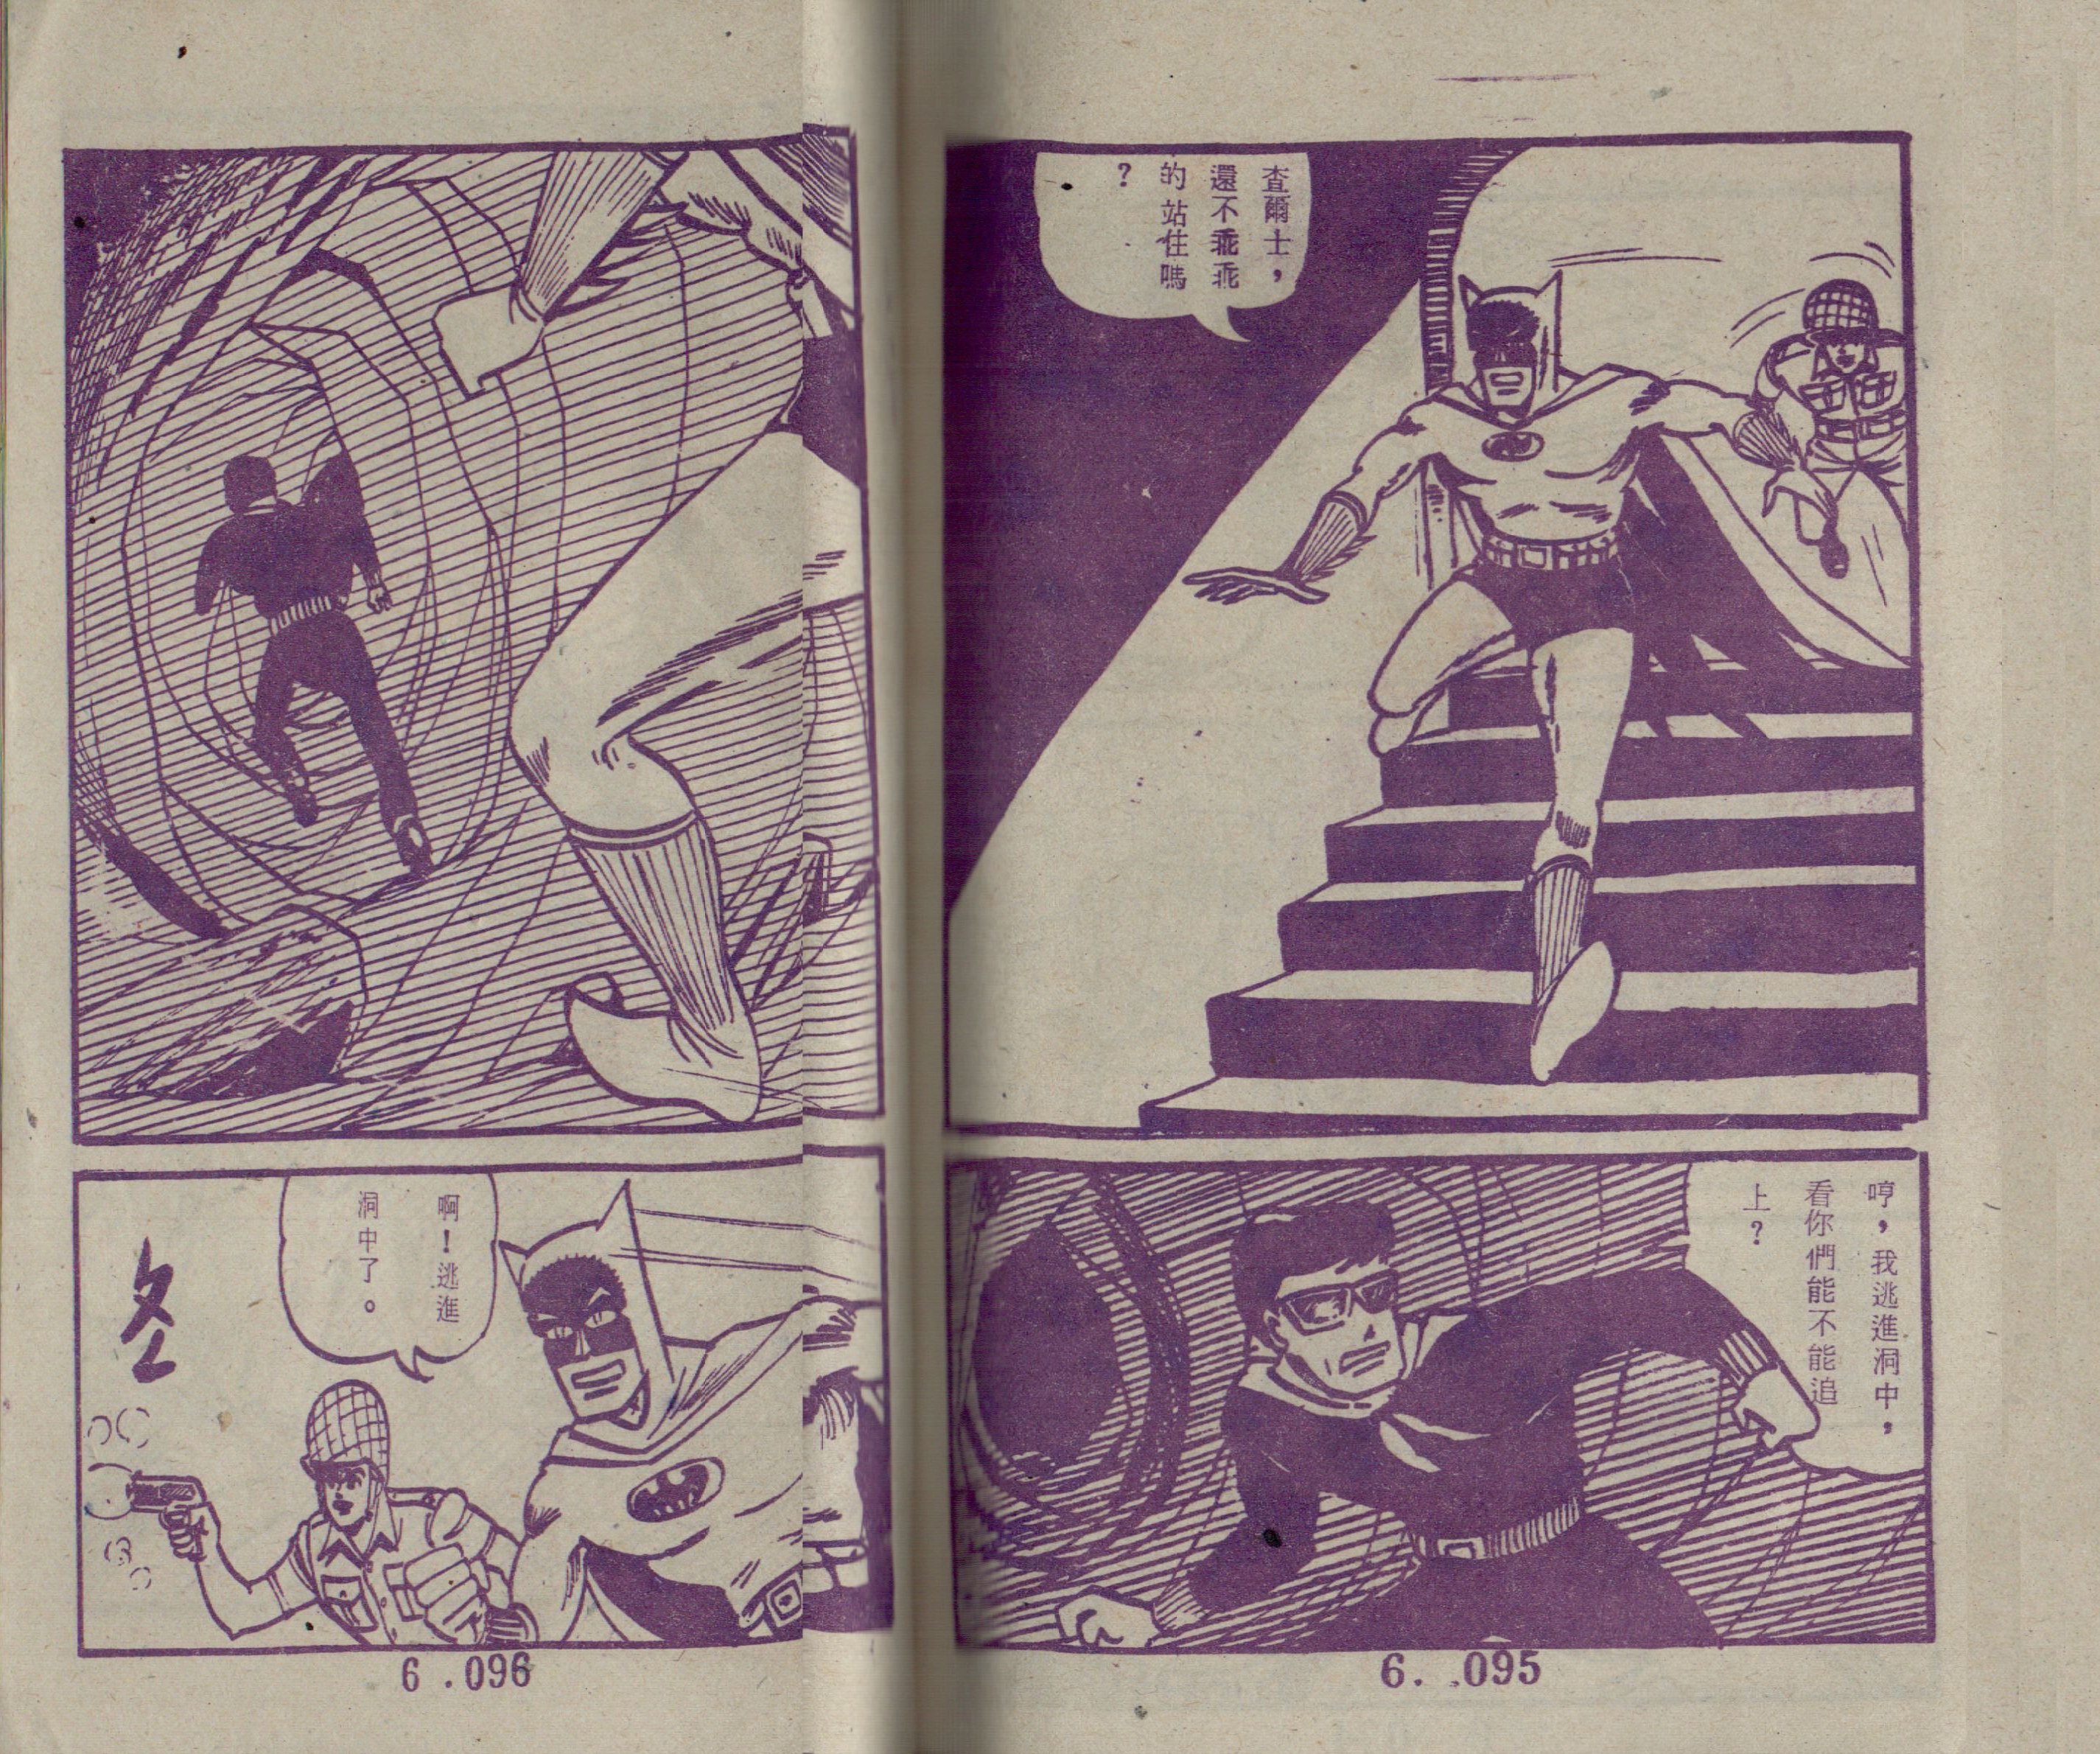 查爾士，
還不乖乖
的站住嗎
？
哼，我逃進洞中，
看你們能不能追
上？
6.095
啊！逃進
洞中了。
6.096